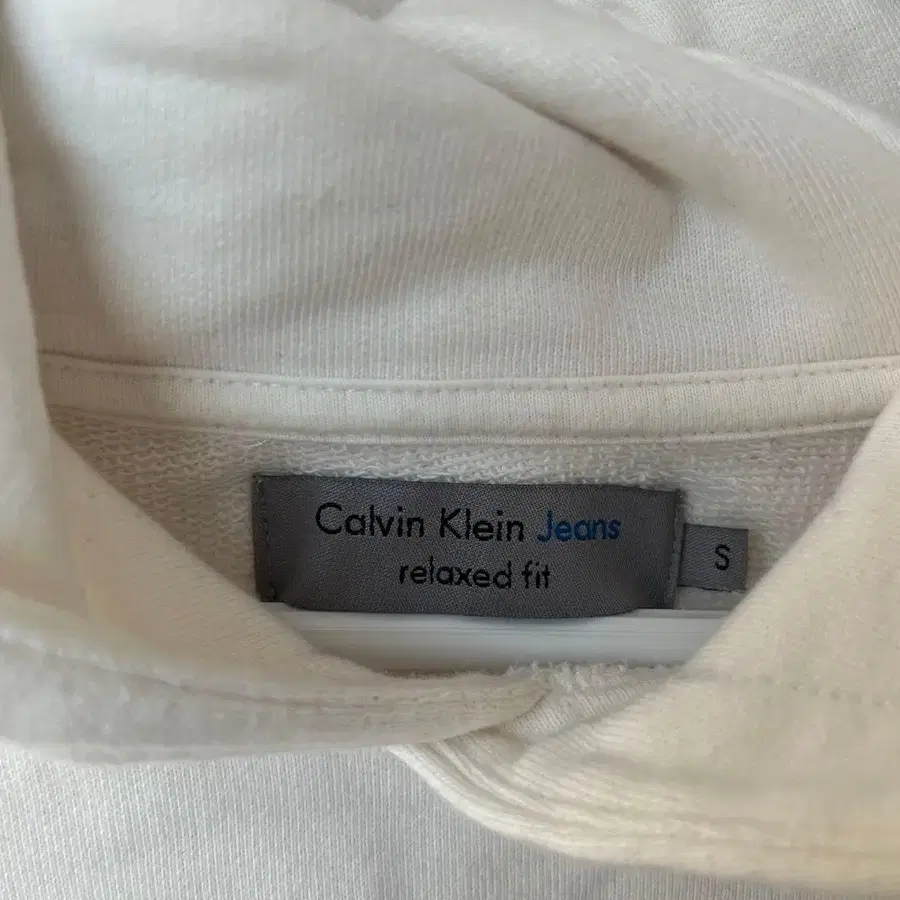 Calvin Klein Jeans
relaxed fit
S